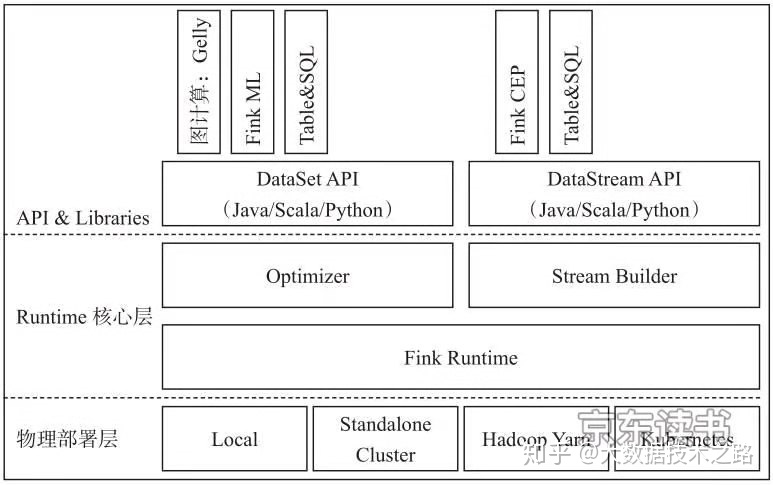 图计算：Gelly
Fink ML
Table&SQL
Fink CEP
Table&SQL
API & Libraries
DataSet API
（Java/Scala/Python）
DataStream API
（Java/Scala/Python）
Runtime 核心层
Optimizer
Stream Builder
Fink Runtime
物理部署层
Local
Standalone
Cluster
Hadoop Yarn
Kubernetes
京东读书
知乎 @大数据技术之路